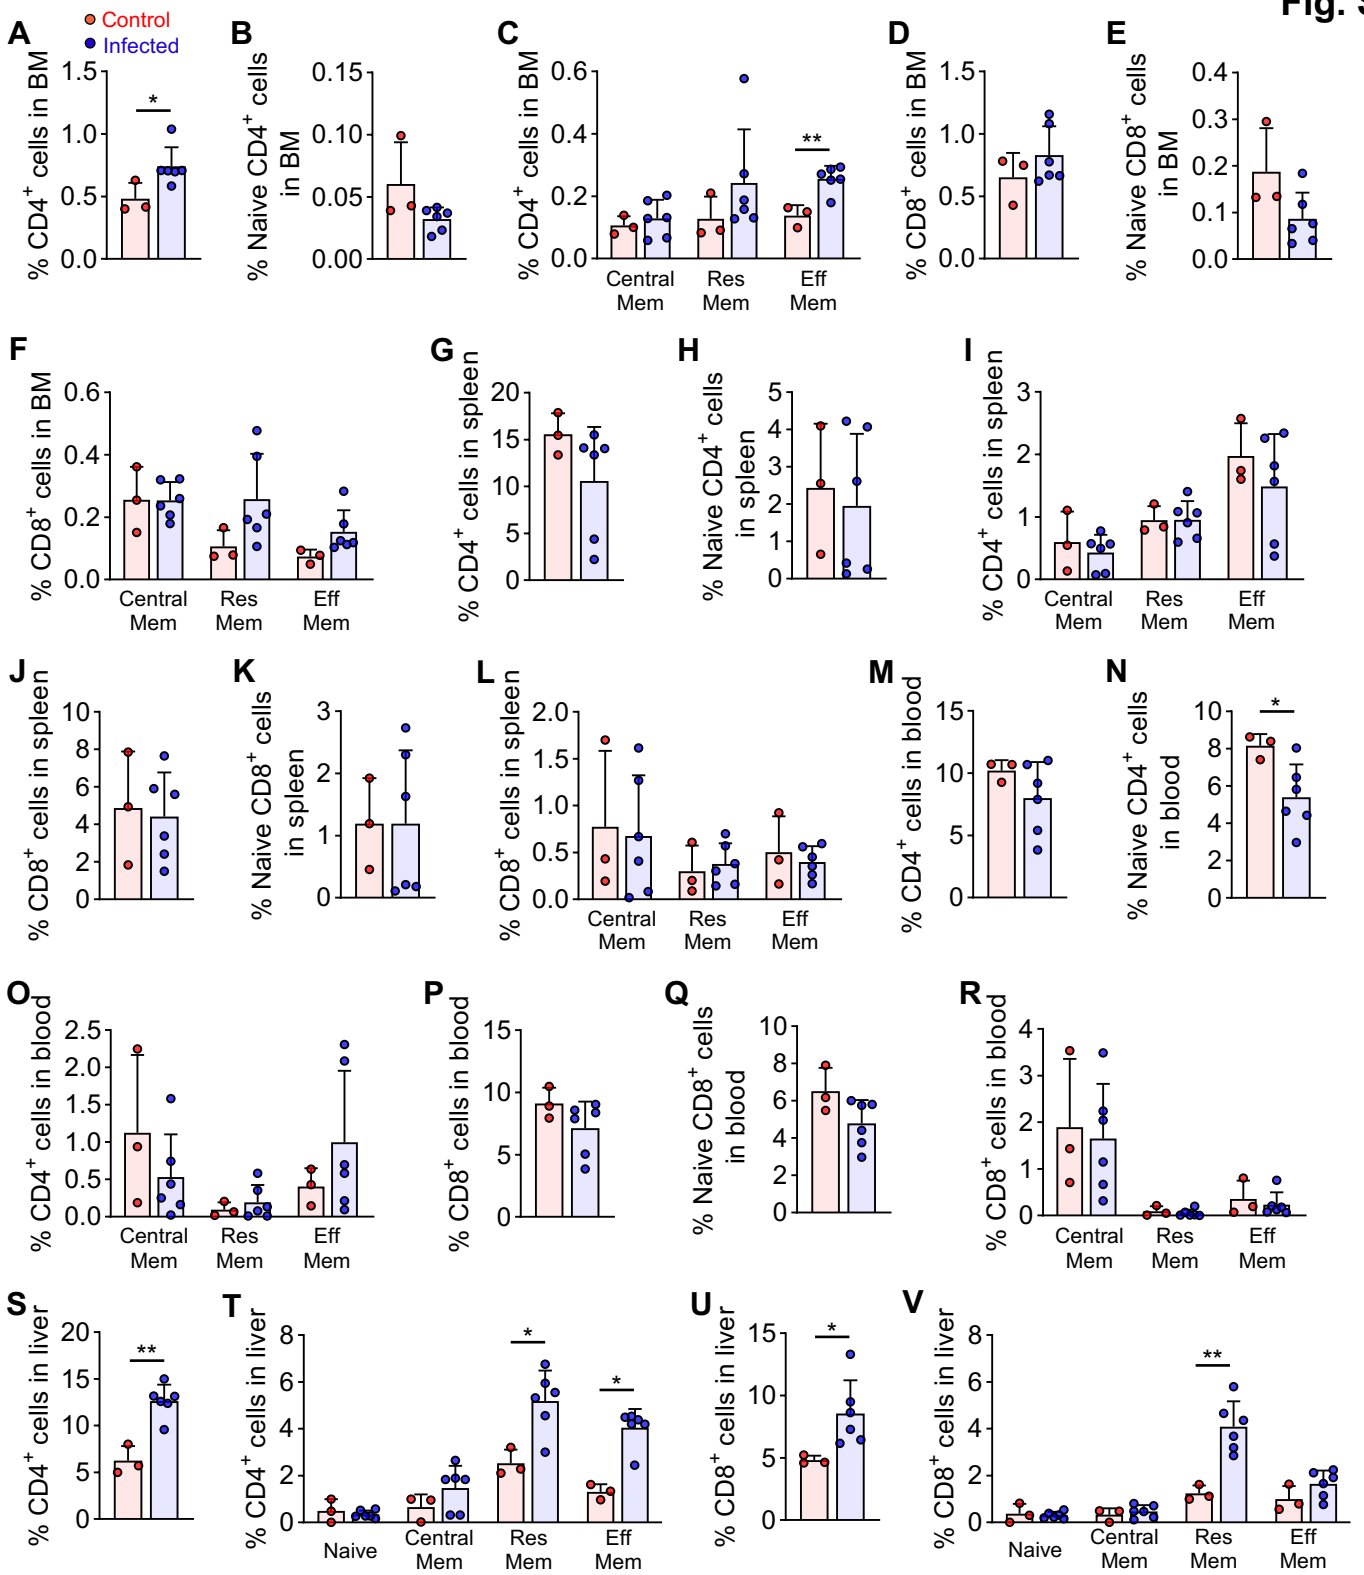 Fig. S
Control
Infected
A
% CD4+ cells in BM
1.5
1.0
0.5
0.0
*
B
% Naive CD4+ cells
in BM
0.15
0.10
0.05
0.00
C
% CD4+ cells in BM
0.6
0.4
0.2
0.0
**
Central
Mem
Res
Mem
Eff
Mem
D
% CD8+ cells in BM
1.5
1.0
0.5
0.0
E
% Naive CD8+ cells
in BM
0.4
0.3
0.2
0.1
0.0
F
% CD8+ cells in BM
0.6
0.4
0.2
0.0
Central
Mem
Res
Mem
Eff
Mem
G
% CD4+ cells in spleen
20
15
10
5
0
H
% Naive CD4+ cells
in spleen
5
4
3
2
1
0
I
% CD4+ cells in spleen
3
2
1
0
Central
Mem
Res
Mem
Eff
Mem
J
% CD8+ cells in spleen
10
8
6
4
2
0
K
% Naive CD8+ cells
in spleen
3
2
1
0
L
% CD8+ cells in spleen
2.0
1.0
0.5
0.0
Central
Mem
Res
Mem
Eff
Mem
M
% CD4+ cells in blood
15
10
5
0
N
% Naive CD4+ cells
in blood
10
8
6
4
2
0
*
O
% CD4+ cells in blood
2.5
1.5
1.0
0.5
0.0
Central
Mem
Res
Mem
Eff
Mem
P
% CD8+ cells in blood
15
10
5
0
Q
% Naive CD8+ cells
in blood
10
8
6
4
2
0
R
% CD8+ cells in blood
4
3
2
1
0
Central
Mem
Res
Mem
Eff
Mem
S
% CD4+ cells in liver
20
15
10
5
0
**
T
% CD4+ cells in liver
8
6
4
2
0
*
*
Naive
Central
Mem
Res
Mem
Eff
Mem
U
% CD8+ cells in liver
15
10
5
0
*
V
% CD8+ cells in liver
8
6
4
2
0
**
Naive
Central
Mem
Res
Mem
Eff
Mem